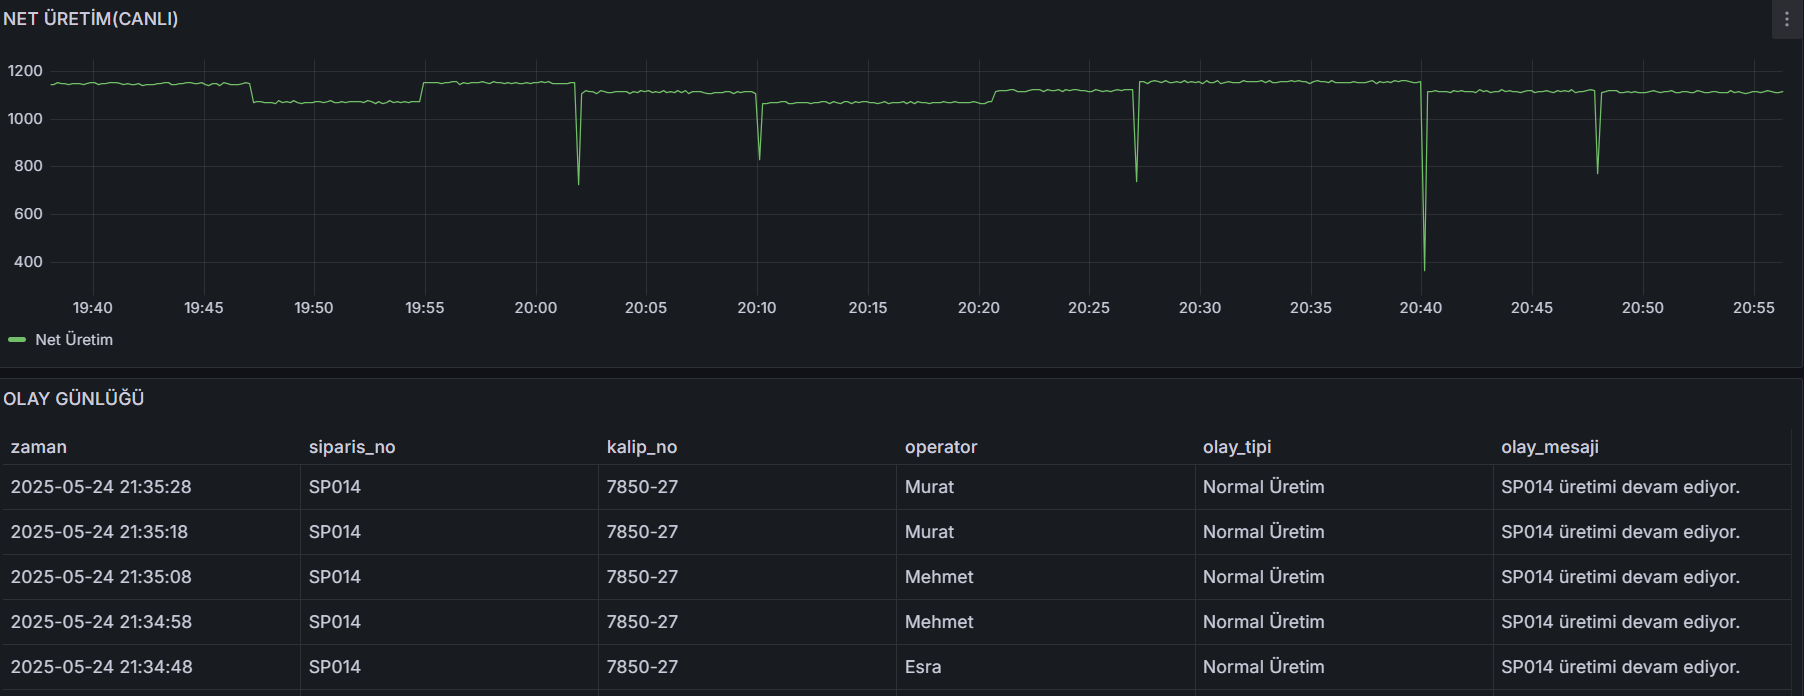 NET ÜRETİM(CANLI)
1200
1000
800
600
400
19:40 19:45 19:50 19:55 20:00 20:05 20:10 20:15 20:20 20:25 20:30 20:35 20:40 20:45 20:50 20:55
Net Üretim
OLAY GÜNLÜĞÜ
zaman siparis_no kalip_no operator olay_tipi olay_mesaji
2025-05-24 21:35:28 SP014 7850-27 Murat Normal Üretim SP014 üretimi devam ediyor.
2025-05-24 21:35:18 SP014 7850-27 Murat Normal Üretim SP014 üretimi devam ediyor.
2025-05-24 21:35:08 SP014 7850-27 Mehmet Normal Üretim SP014 üretimi devam ediyor.
2025-05-24 21:34:58 SP014 7850-27 Mehmet Normal Üretim SP014 üretimi devam ediyor.
2025-05-24 21:34:48 SP014 7850-27 Esra Normal Üretim SP014 üretimi devam ediyor.